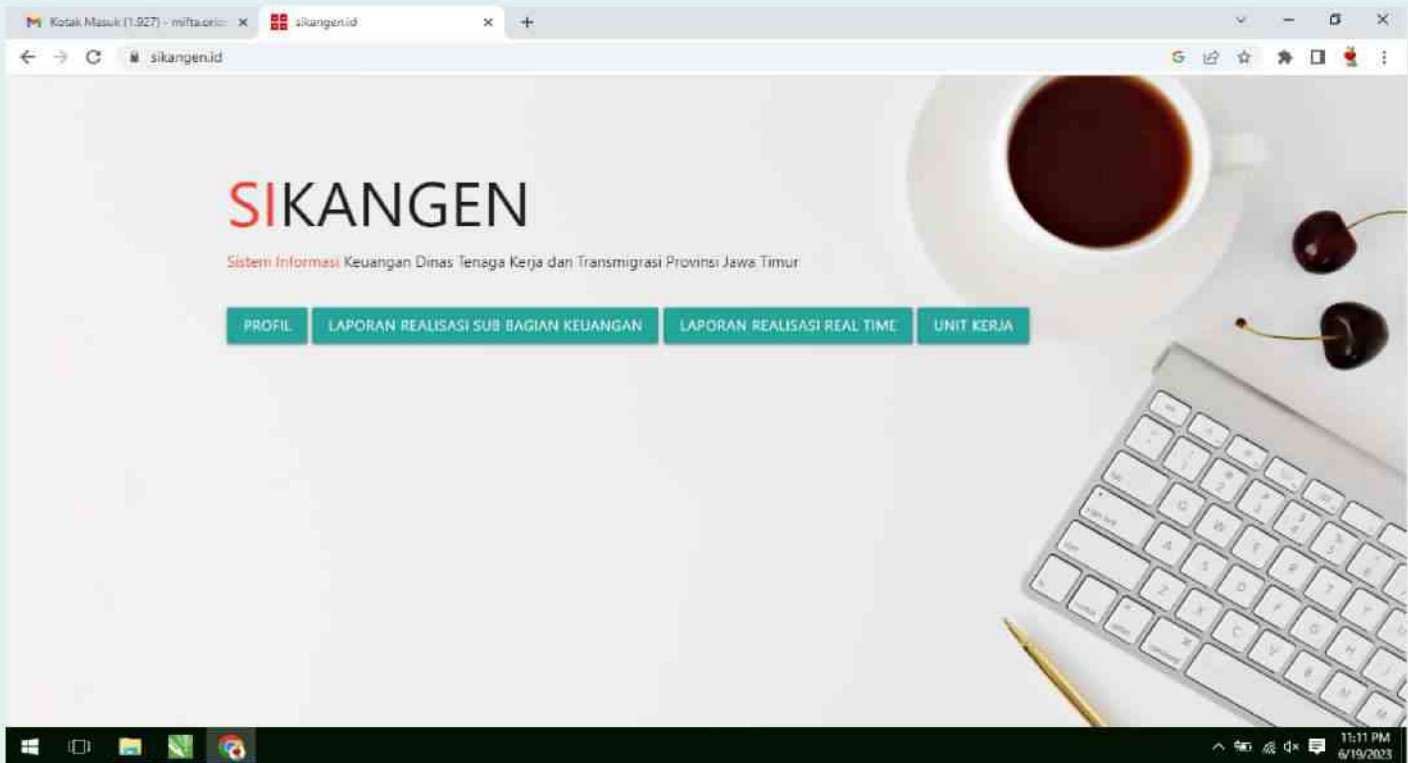 Kotak Masuk (1.927) - mifta.orio
sikangen.id
sikangen.id
SIKANGEN
Sistem Informasi Keuangan Dinas Tenaga Kerja dan Transmigrasi Provinsi Jawa Timur
PROFIL LAPORAN REALISASI SUB BAGIAN KEUANGAN LAPORAN REALISASI REAL TIME UNIT KERJA
11:11 PM
6/19/2023